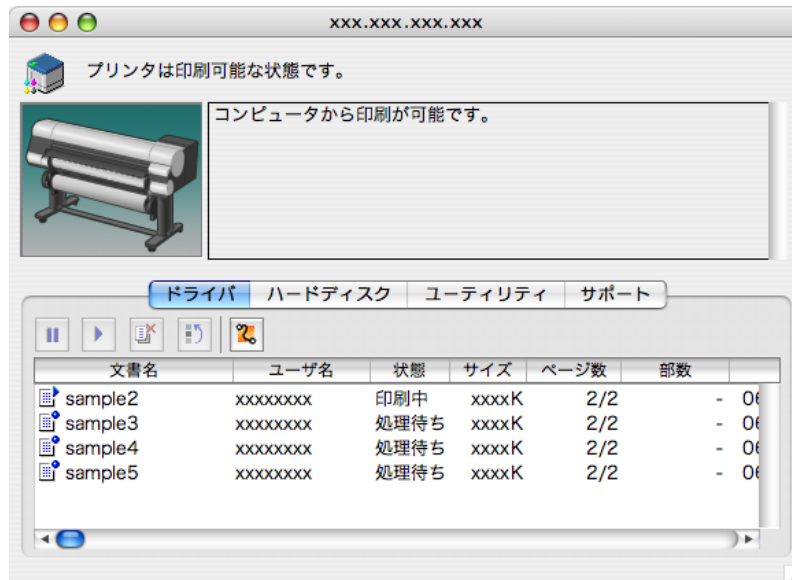 xxx.xxx.xxx.xxx
プリンタは印刷可能な状態です。
コンピュータから印刷が可能です。
ドライバ ハードディスク ユーティリティ サポート
文書名 ユーザ名 状態 サイズ ページ数 部数
sample2 xxxxxxxx 印刷中 xxxxK 2/2 - 06
sample3 xxxxxxxx 処理待ち xxxxK 2/2 - 06
sample4 xxxxxxxx 処理待ち xxxxK 2/2 - 06
sample5 xxxxxxxx 処理待ち xxxxK 2/2 - 06